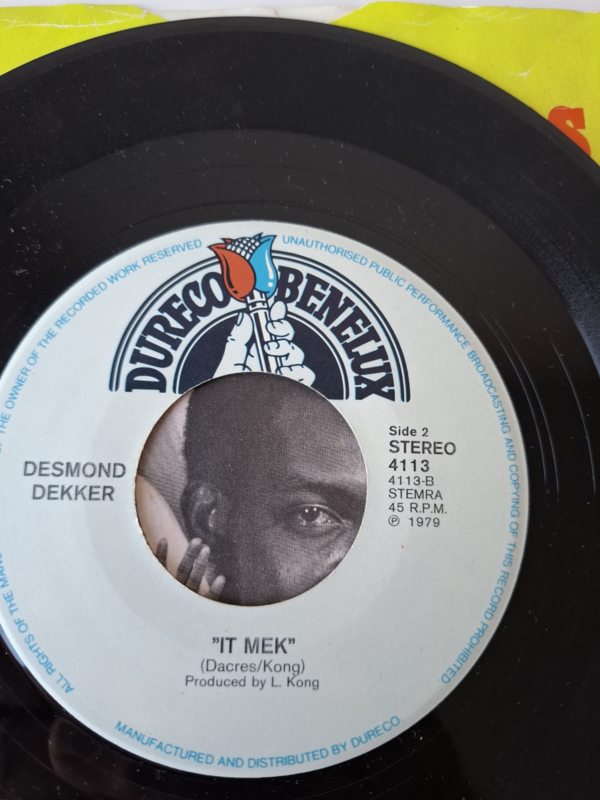 DURECO BENELUX
Side 2
STEREO
4113
4113-B
STEMRA
45 R.P.M.
℗ 1979
DESMOND
DEKKER
"IT MEK"
(Dacres/Kong)
Produced by L. Kong
ALL RIGHTS OF THE
OF THE OWNER OF THE RECORDED WORK RESERVED
UNAUTHORISED PUBLIC PERFORMANCE BROADCASTING AND COPYING OF THIS RECORD PROHIBITED
MANUFACTURED AND DISTRIBUTED BY DURECO
S